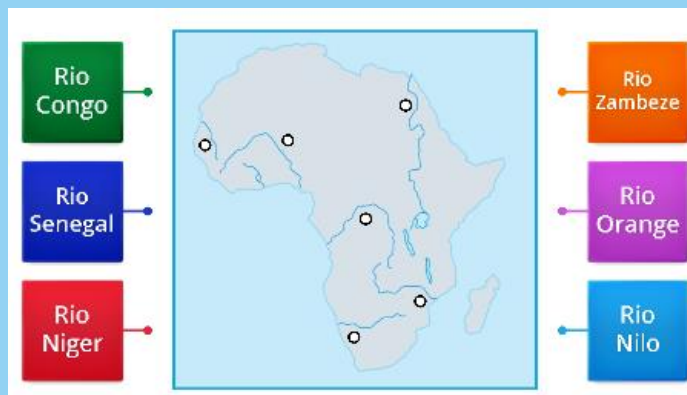 Rio
Congo
Rio
Senegal
Rio
Niger
Rio
Zambeze
Rio
Orange
Rio
Nilo